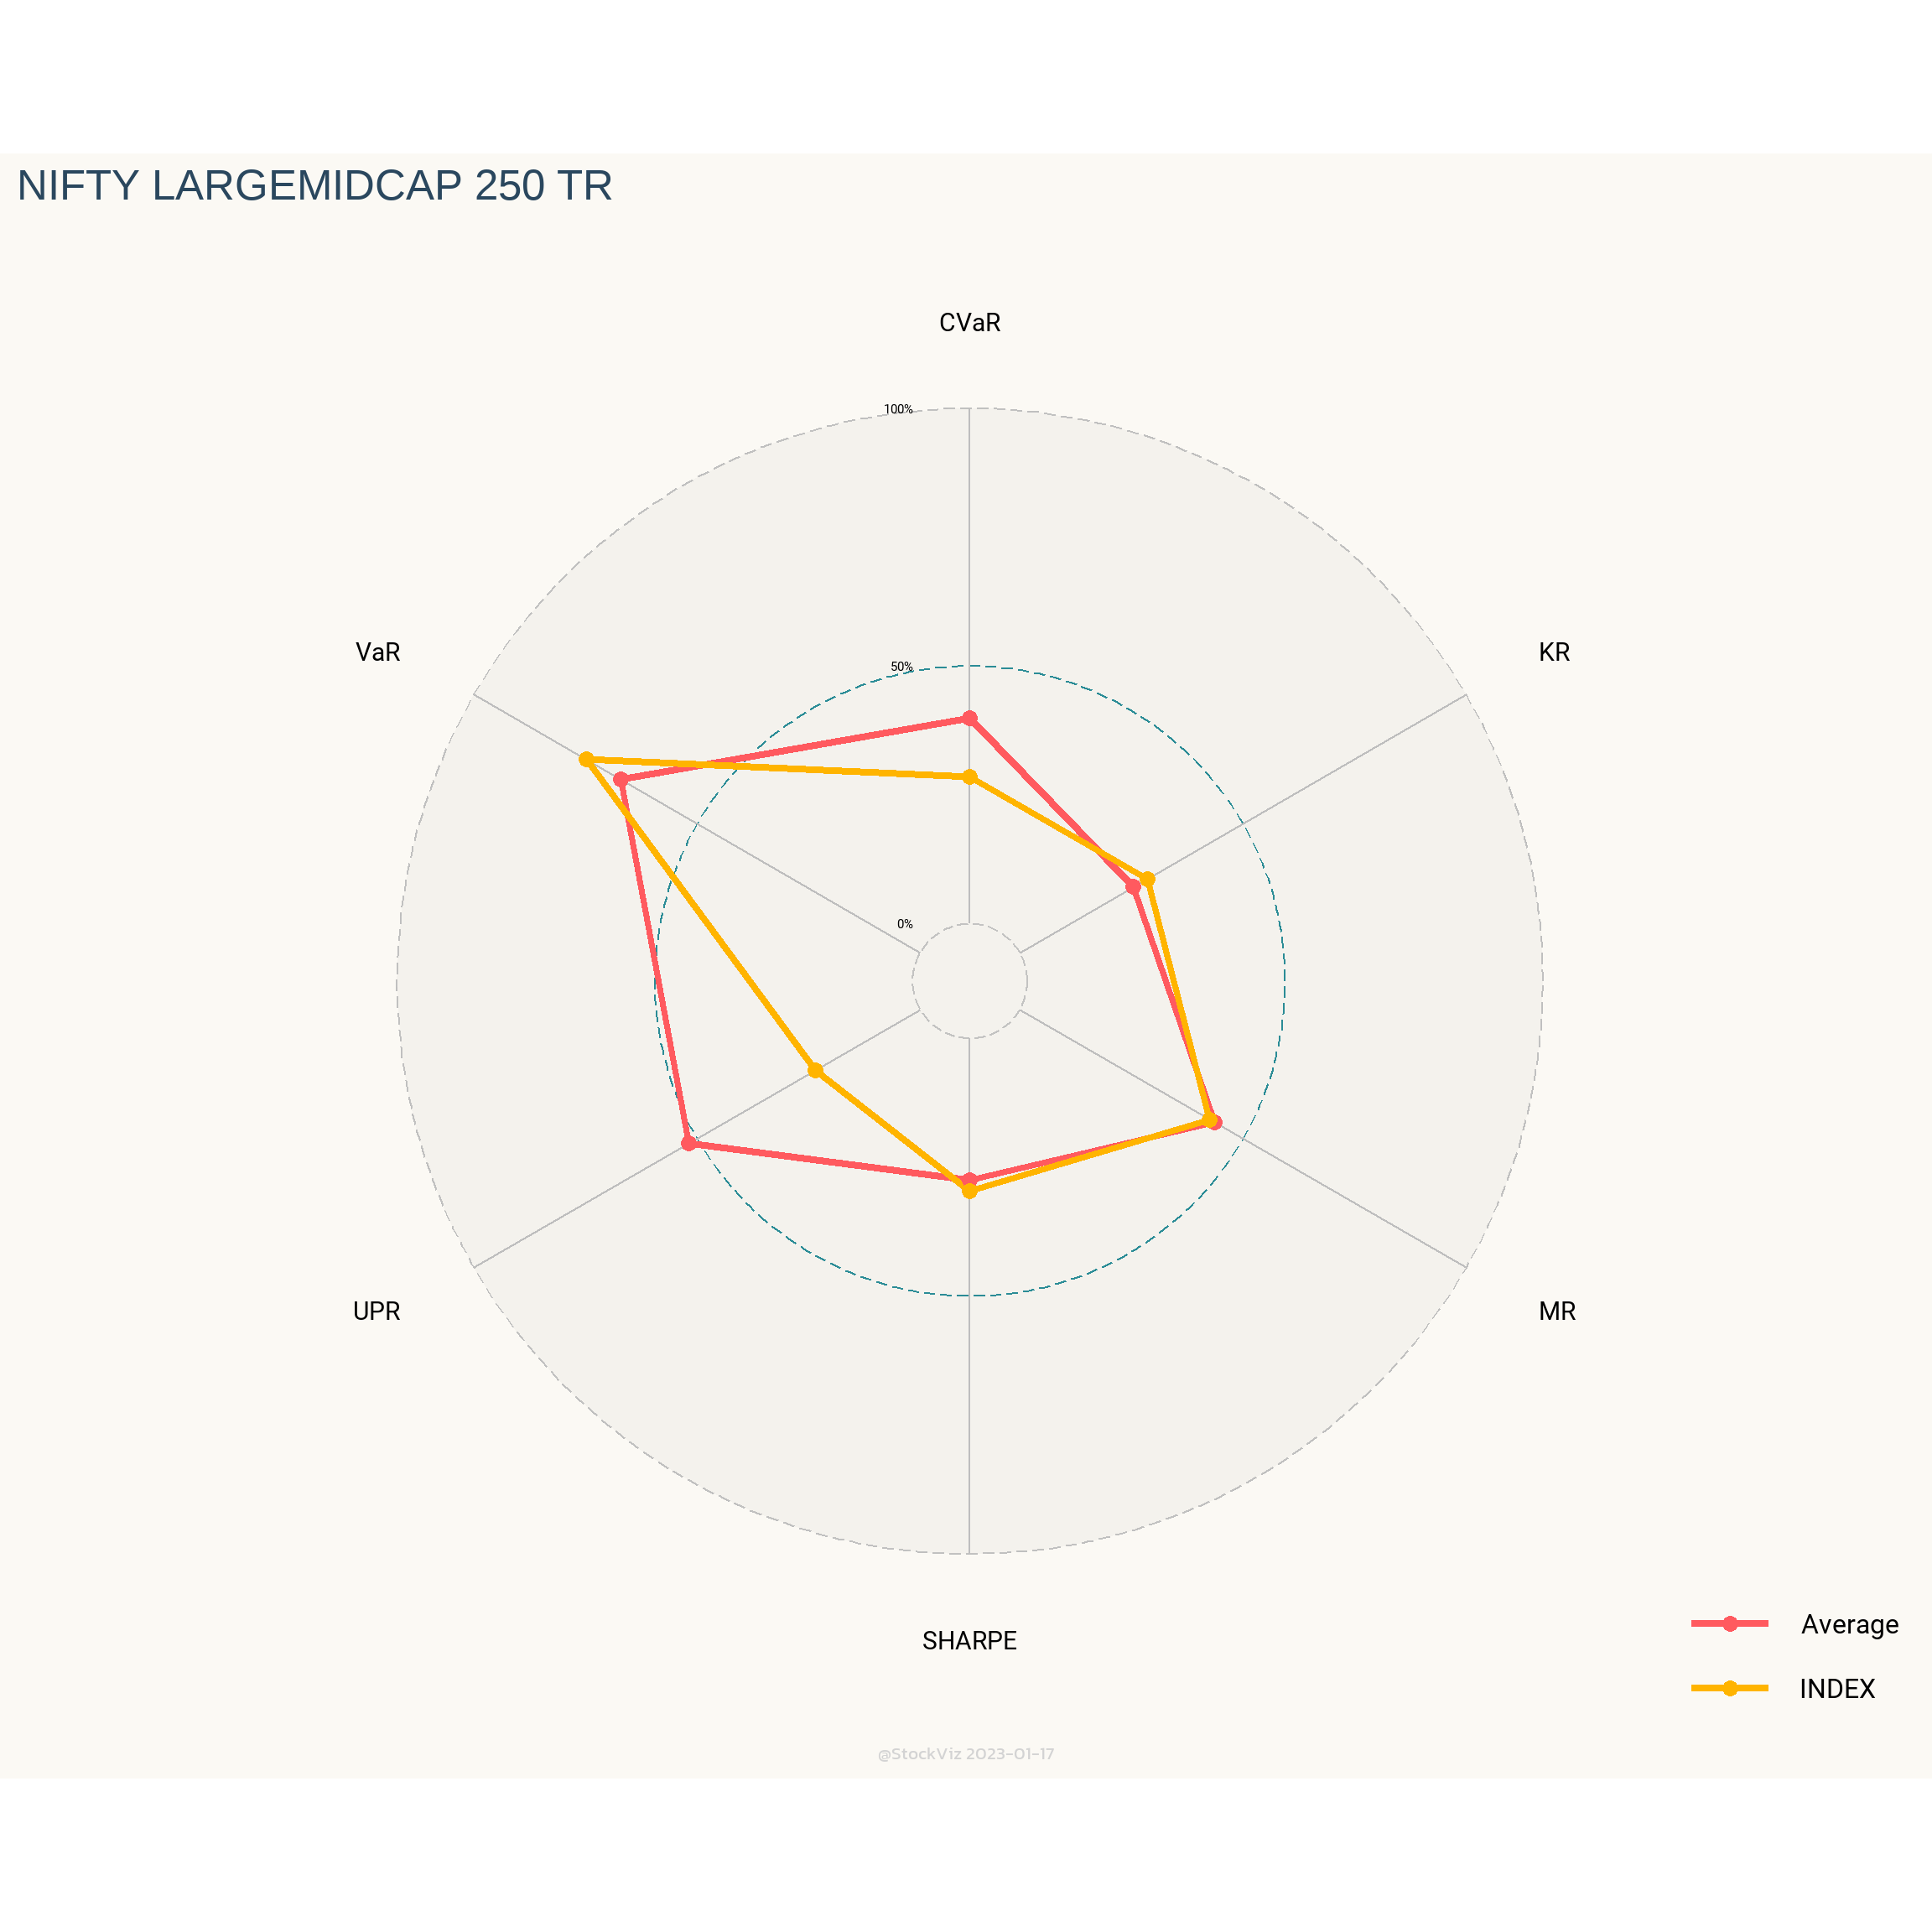 NIFTY LARGEMIDCAP 250 TR
CVaR
100%
VaR
KR
50%
0%
UPR
MR
SHARPE
Average
INDEX
@StockViz 2023-01-17